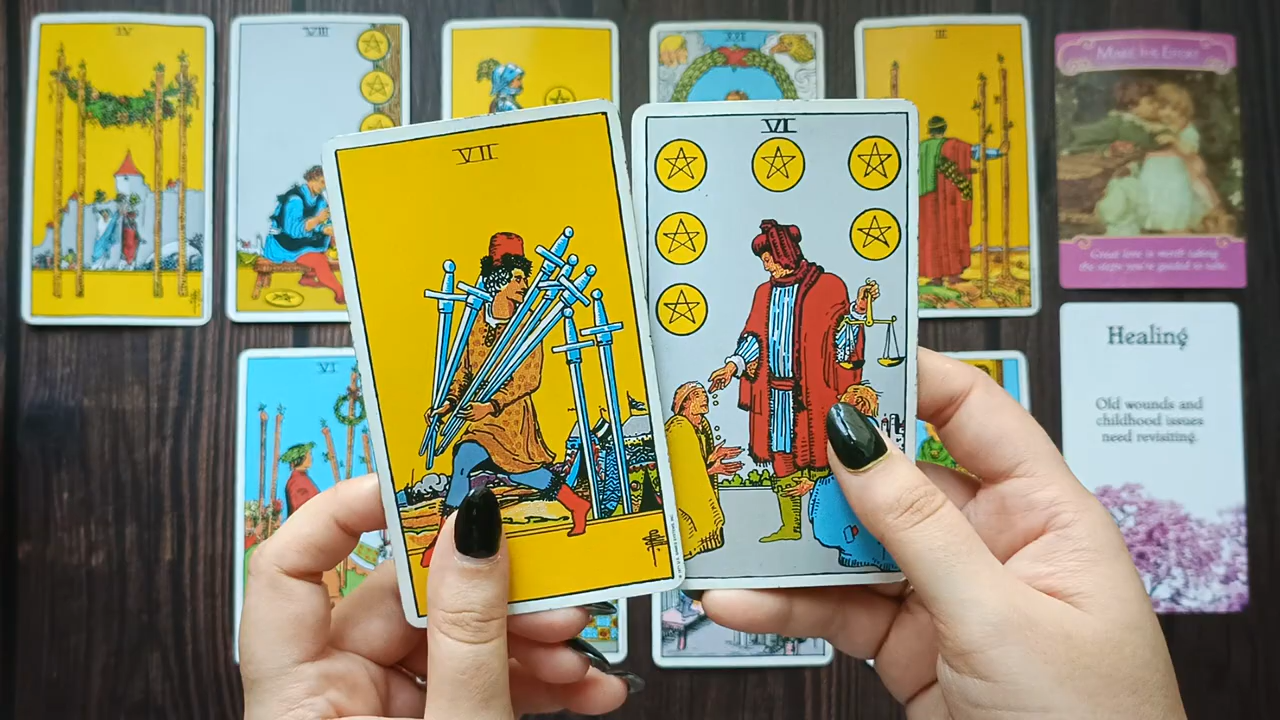 IV
VIII
XXI
III
MAKE THE EFFORT
Great love is worth taking
the steps you're guided to take.
VII
VI
VI
Healing
Old wounds and
childhood issues
need revisiting.